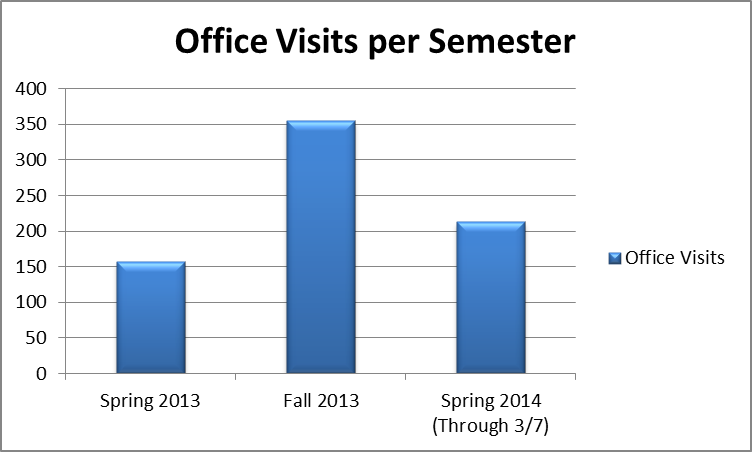 Office Visits per Semester
400
350
300
250
200
150
100
50
0
Spring 2013
Fall 2013
Spring 2014
(Through 3/7)
Office Visits